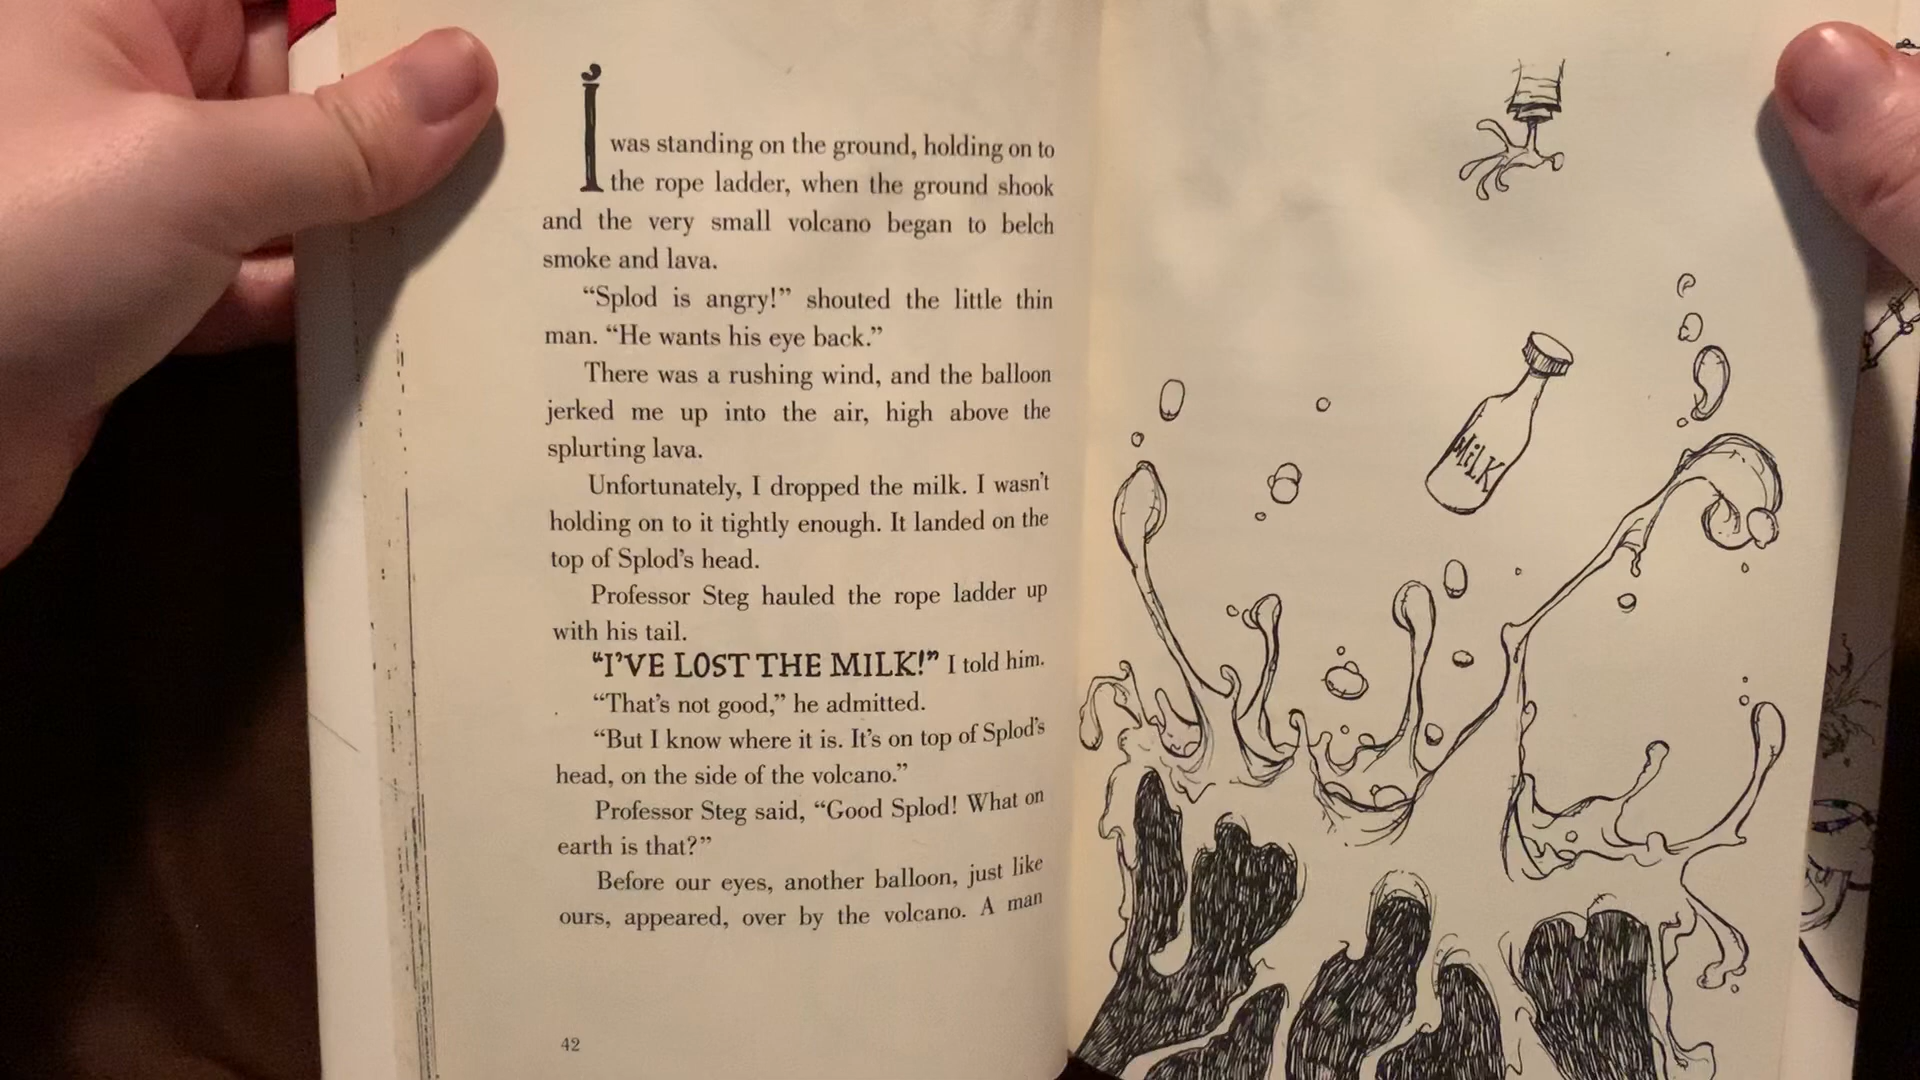 I was standing on the ground, holding on to
the rope ladder, when the ground shook
and the very small volcano began to belch
smoke and lava.
“Splod is angry!” shouted the little thin
man. “He wants his eye back.”
There was a rushing wind, and the balloon
jerked me up into the air, high above the
splurting lava.
Unfortunately, I dropped the milk. I wasn’t
holding on to it tightly enough. It landed on the
top of Splod’s head.
Professor Steg hauled the rope ladder up
with his tail.
“I’VE LOST THE MILK!” I told him.
“That’s not good,” he admitted.
“But I know where it is. It’s on top of Splod’s
head, on the side of the volcano.”
Professor Steg said, “Good Splod! What on
earth is that?”
Before our eyes, another balloon, just like
ours, appeared, over by the volcano. A man
42
MiLK